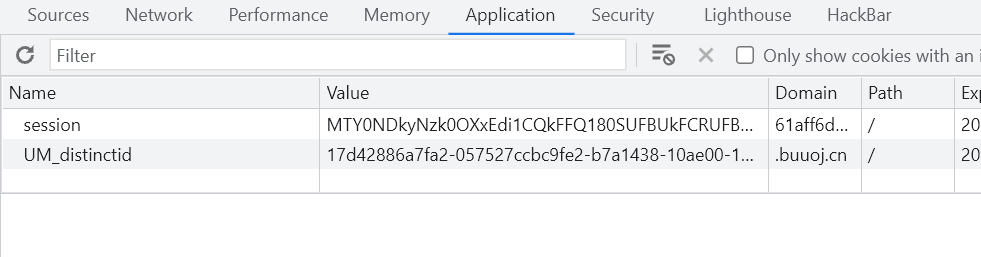 Sources Network Performance Memory Application Security Lighthouse HackBar
Filter Only show cookies with an i
Name Value Domain Path Exp
session MTY0NDkyNzk0OXxEdi1CQkFFQ180SUFBUkFCRUFB... 61aff6d... / 20
UM_distinctid 17d42886a7fa2-057527ccbc9fe2-b7a1438-10ae00-1... .buuoj.cn / 20